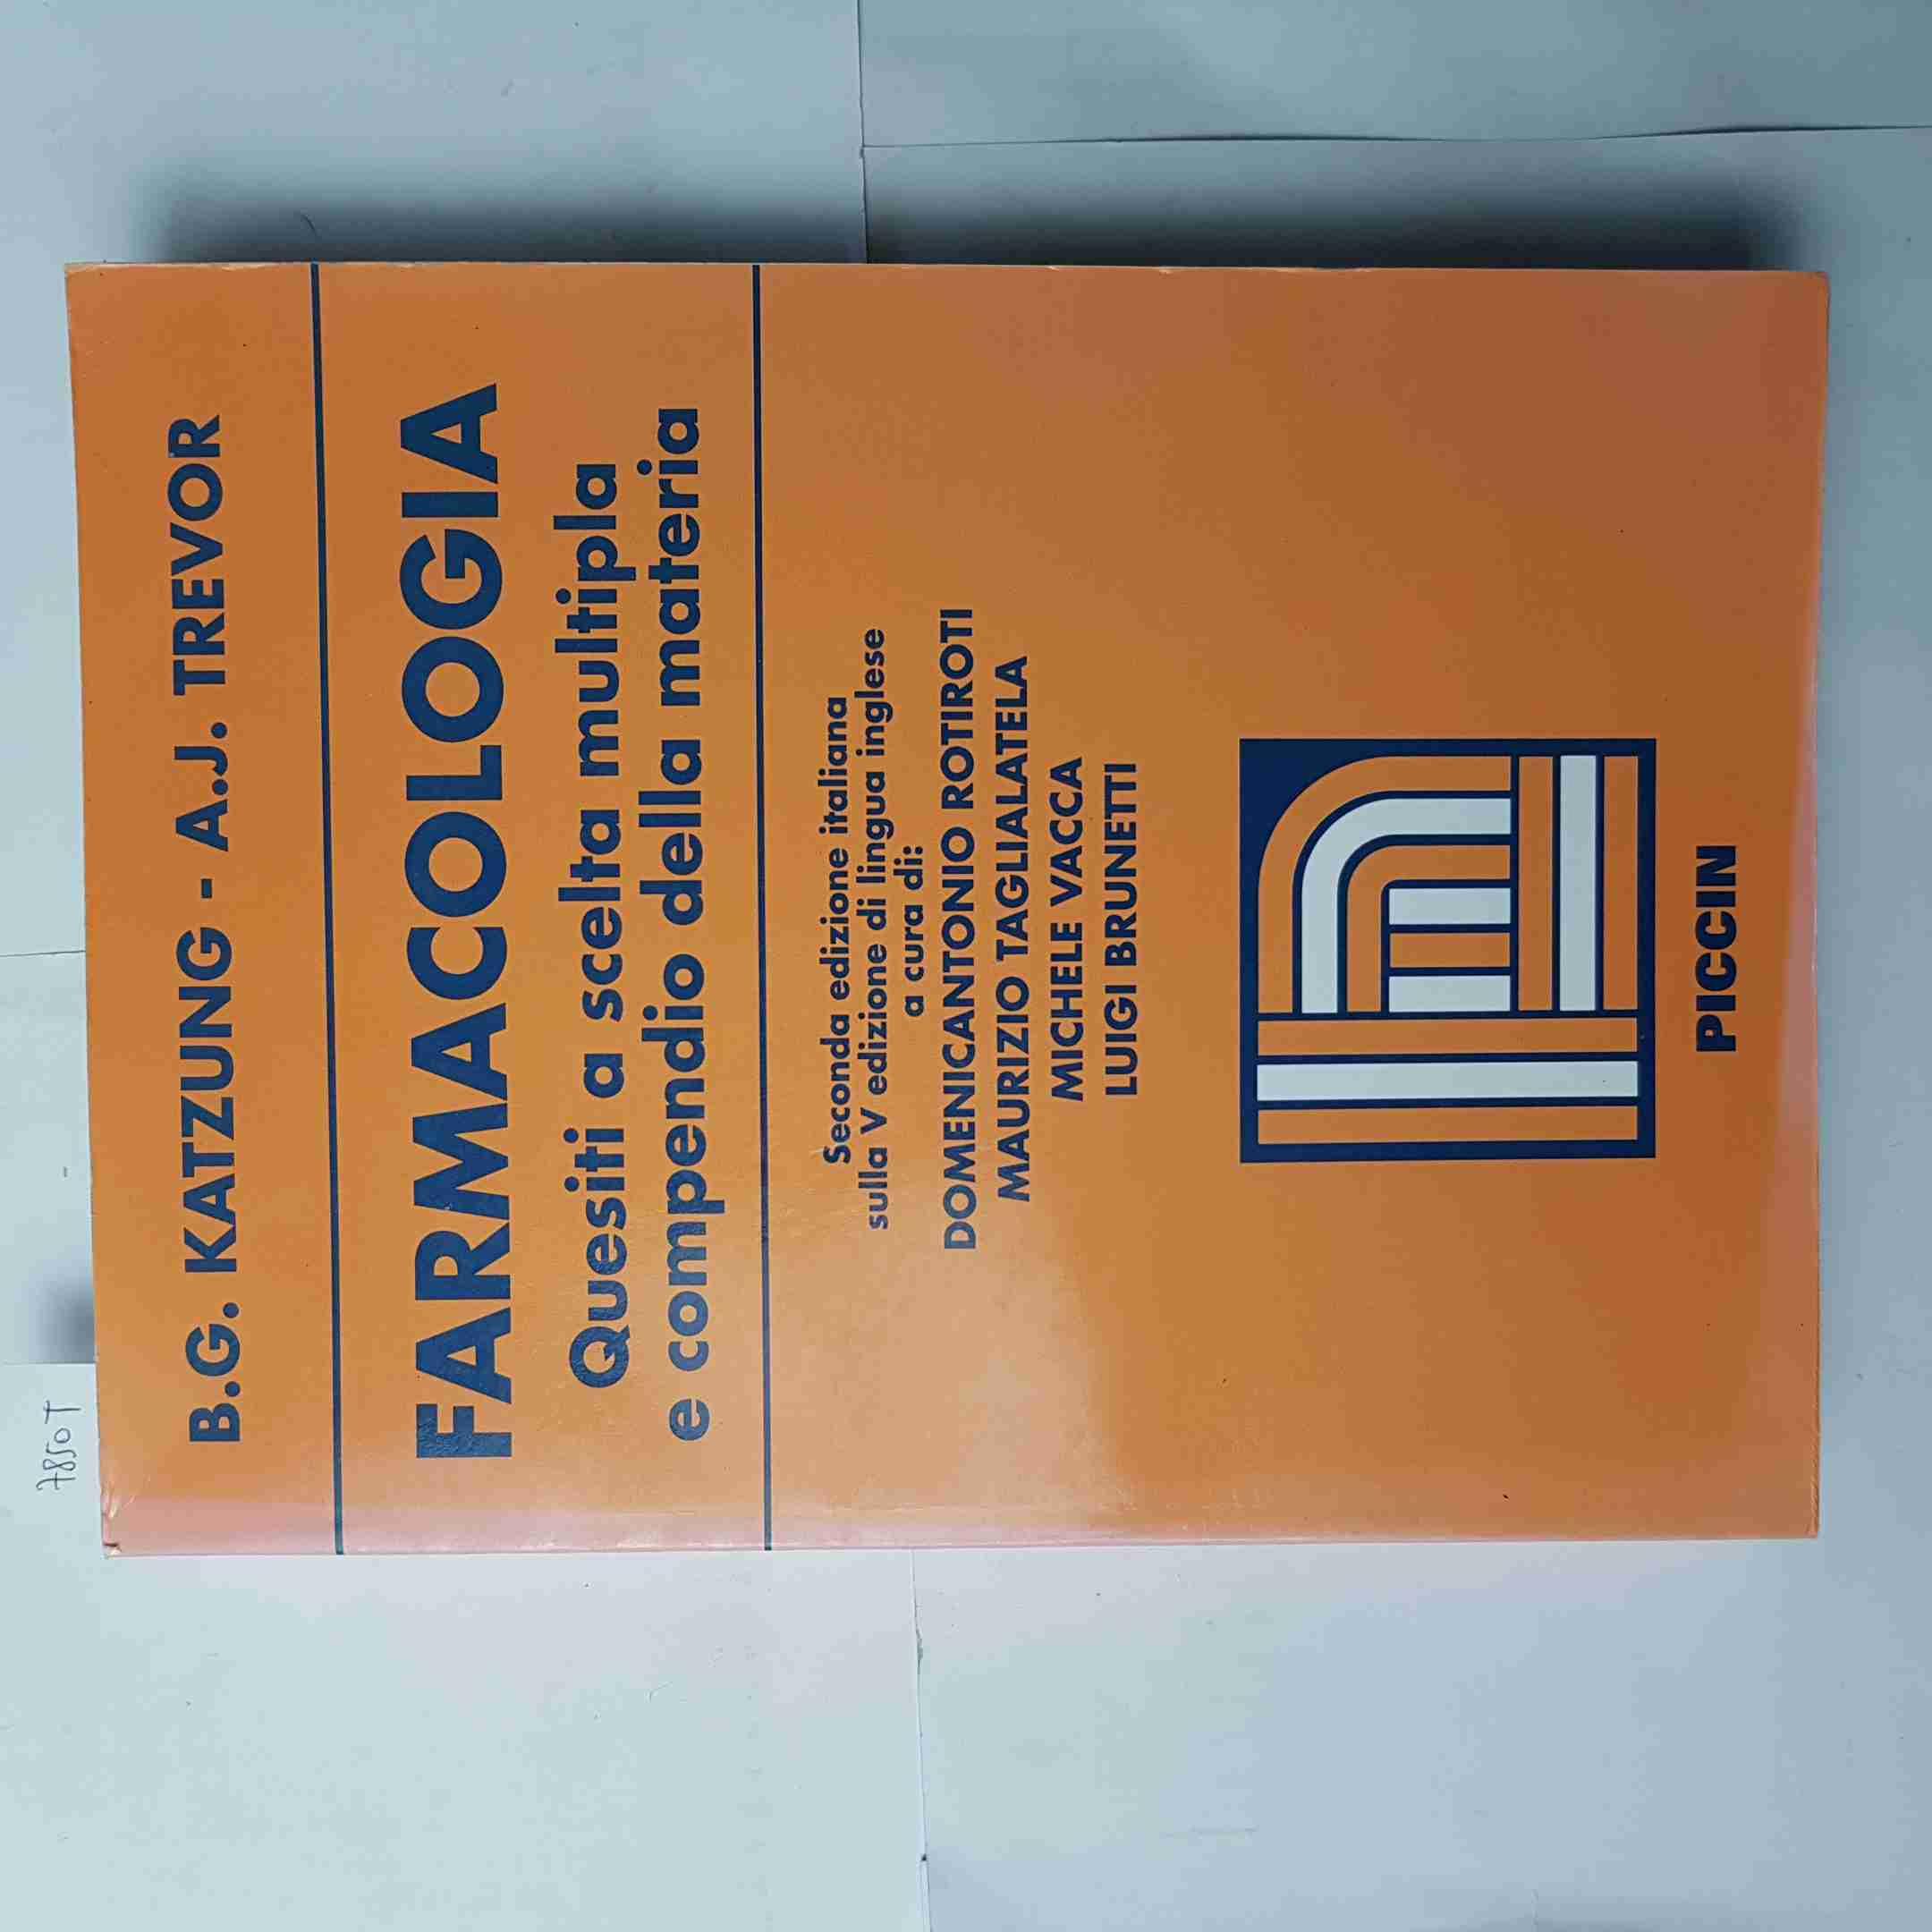 7850T
B.G. KATZUNG - A.J. TREVOR
FARMACOLOGIA
Quesiti a scelta multipla
e compendio della materia
Seconda edizione italiana
sulla V edizione di lingua inglese
a cura di:
DOMENICANTONIO ROTIROTI
MAURIZIO TAGLIALATELA
MICHELE VACCA
LUIGI BRUNETTI
PICCIN